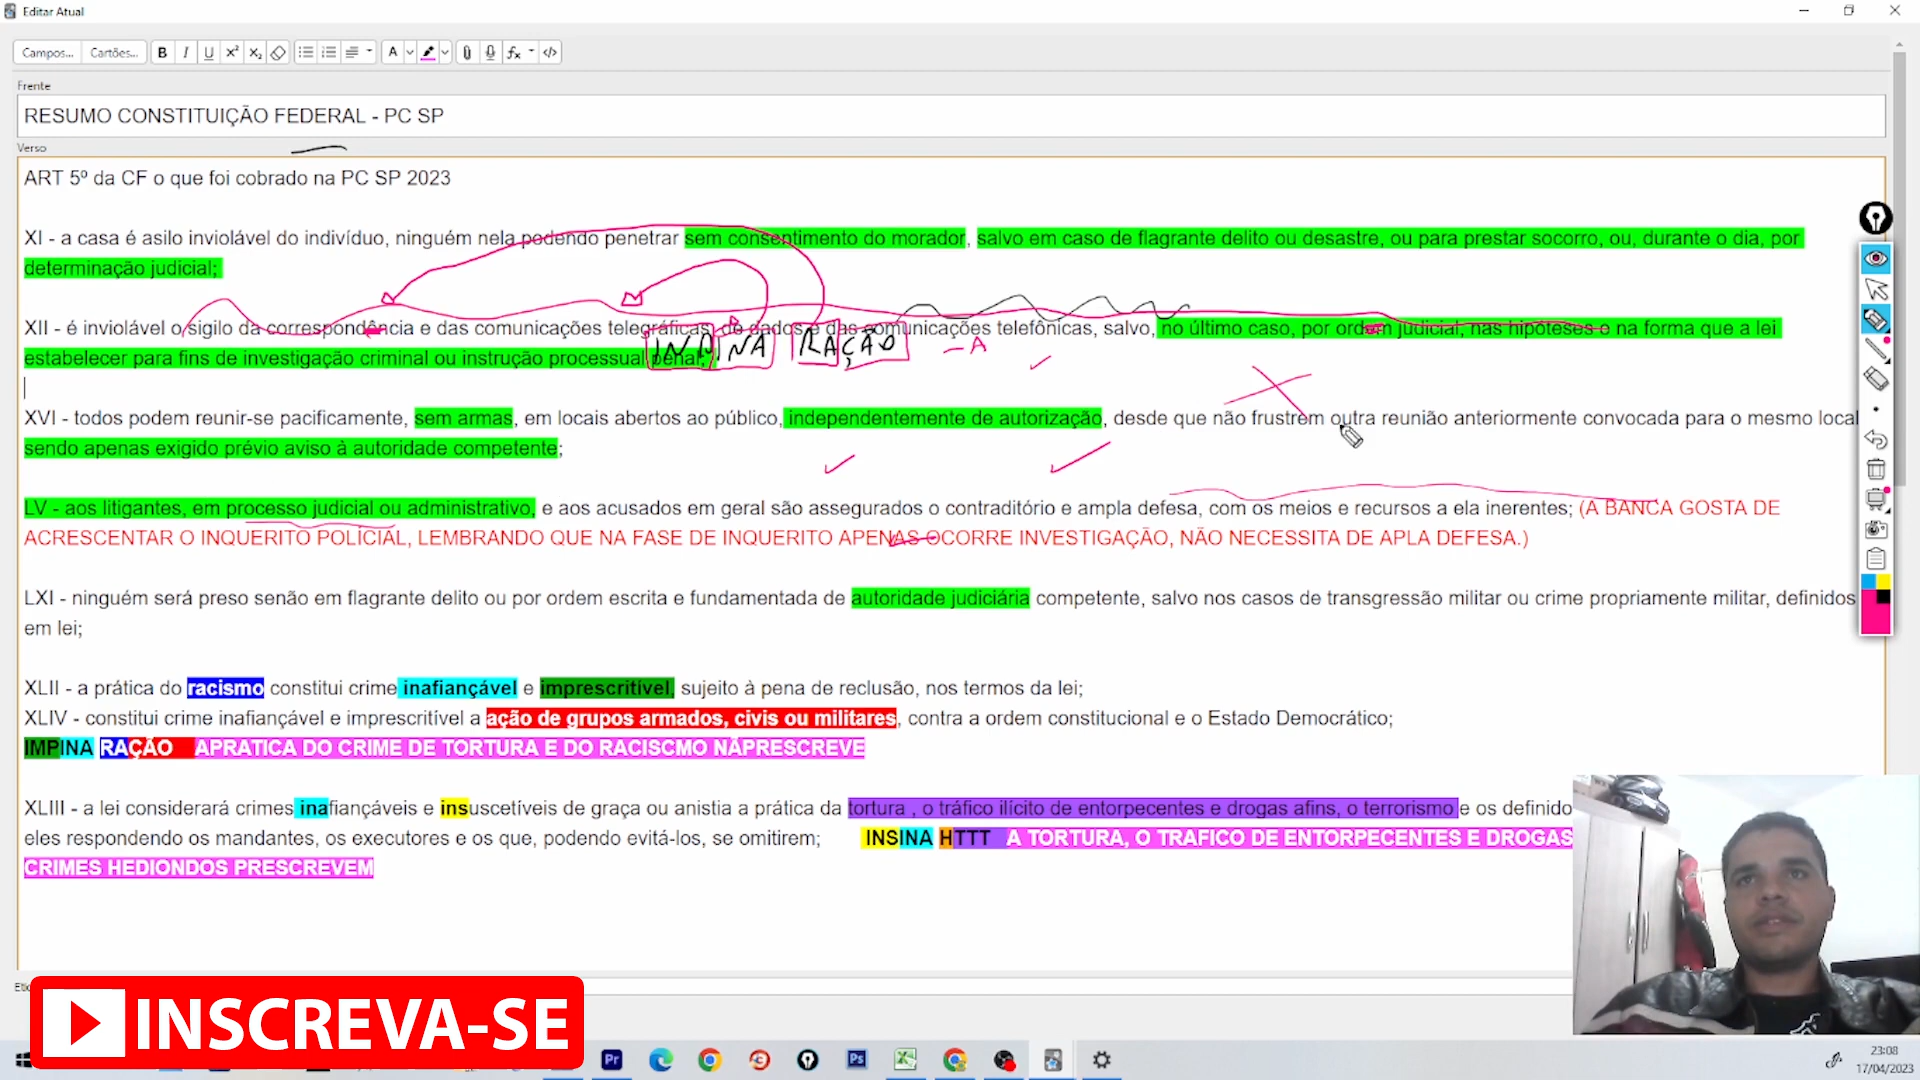 Editar Atual
Campos... Cartões... B I U x² x₂ A fx </>
Frente
RESUMO CONSTITUIÇÃO FEDERAL - PC SP
Verso
ART 5º da CF o que foi cobrado na PC SP 2023
XI - a casa é asilo inviolável do indivíduo, ninguém nela podendo penetrar sem consentimento do morador, salvo em caso de flagrante delito ou desastre, ou para prestar socorro, ou, durante o dia, por
determinação judicial;
XII - é inviolável o sigilo da correspondência e das comunicações telegráficas, de dados e das comunicações telefônicas, salvo, no último caso, por ordem judicial, nas hipóteses e na forma que a lei
estabelecer para fins de investigação criminal ou instrução processual penal;
NA RAÇÃO - A
XVI - todos podem reunir-se pacificamente, sem armas, em locais abertos ao público, independentemente de autorização, desde que não frustrem outra reunião anteriormente convocada para o mesmo local
sendo apenas exigido prévio aviso à autoridade competente;
LV - aos litigantes, em processo judicial ou administrativo, e aos acusados em geral são assegurados o contraditório e ampla defesa, com os meios e recursos a ela inerentes; (A BANCA GOSTA DE
ACRESCENTAR O INQUERITO POLICIAL, LEMBRANDO QUE NA FASE DE INQUERITO APENAS OCORRE INVESTIGAÇÃO, NÃO NECESSITA DE APLA DEFESA.)
LXI - ninguém será preso senão em flagrante delito ou por ordem escrita e fundamentada de autoridade judiciária competente, salvo nos casos de transgressão militar ou crime propriamente militar, definidos
em lei;
XLII - a prática do racismo constitui crime inafiançável e imprescritível, sujeito à pena de reclusão, nos termos da lei;
XLIV - constitui crime inafiançável e imprescritível a ação de grupos armados, civis ou militares, contra a ordem constitucional e o Estado Democrático;
IMPINA RAÇÃO APRATICA DO CRIME DE TORTURA E DO RACISCMO NÃPRESCREVE
XLIII - a lei considerará crimes inafiançáveis e insuscetíveis de graça ou anistia a prática da tortura , o tráfico ilícito de entorpecentes e drogas afins, o terrorismo e os definido
eles respondendo os mandantes, os executores e os que, podendo evitá-los, se omitirem; INSINA HTTT A TORTURA, O TRAFICO DE ENTORPECENTES E DROGAS
CRIMES HEDIONDOS PRESCREVEM
INSCREVA-SE
Pr
Ps
23:08
17/04/2023